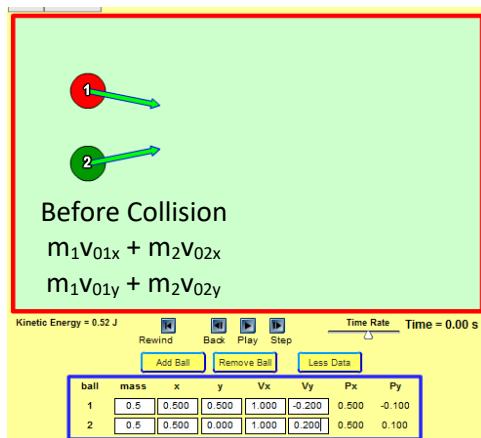 1
2
Before Collision
m₁v₀₁ₓ + m₂v₀₂ₓ
m₁v₀₁ᵧ + m₂v₀₂ᵧ
Kinetic Energy = 0.52 J
Rewind Back Play Step
Time Rate Time = 0.00 s
Add Ball Remove Ball Less Data
ball mass x y Vx Vy Px Py
1 0.5 0.500 0.500 1.000 -0.200 0.500 -0.100
2 0.5 0.500 0.000 1.000 0.200 0.500 0.100